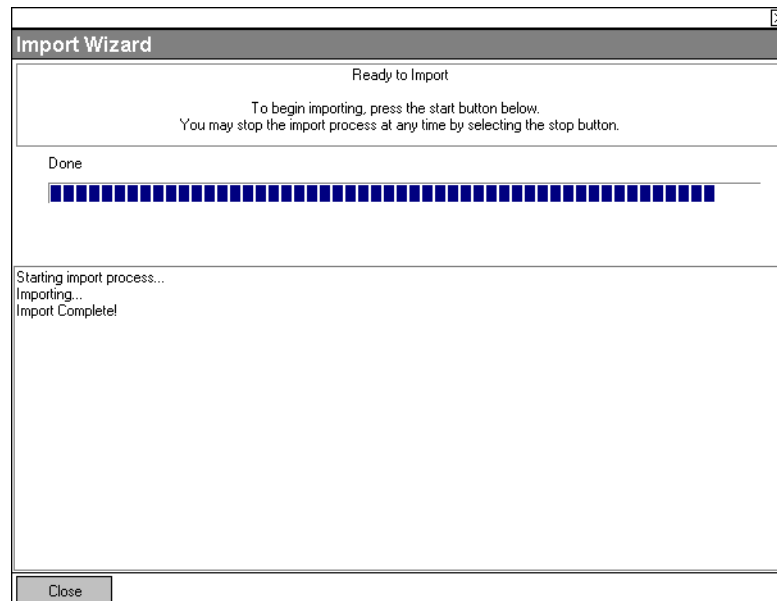 Import Wizard
Ready to Import
To begin importing, press the start button below.
You may stop the import process at any time by selecting the stop button.
Done
Starting import process...
Importing...
Import Complete!
Close